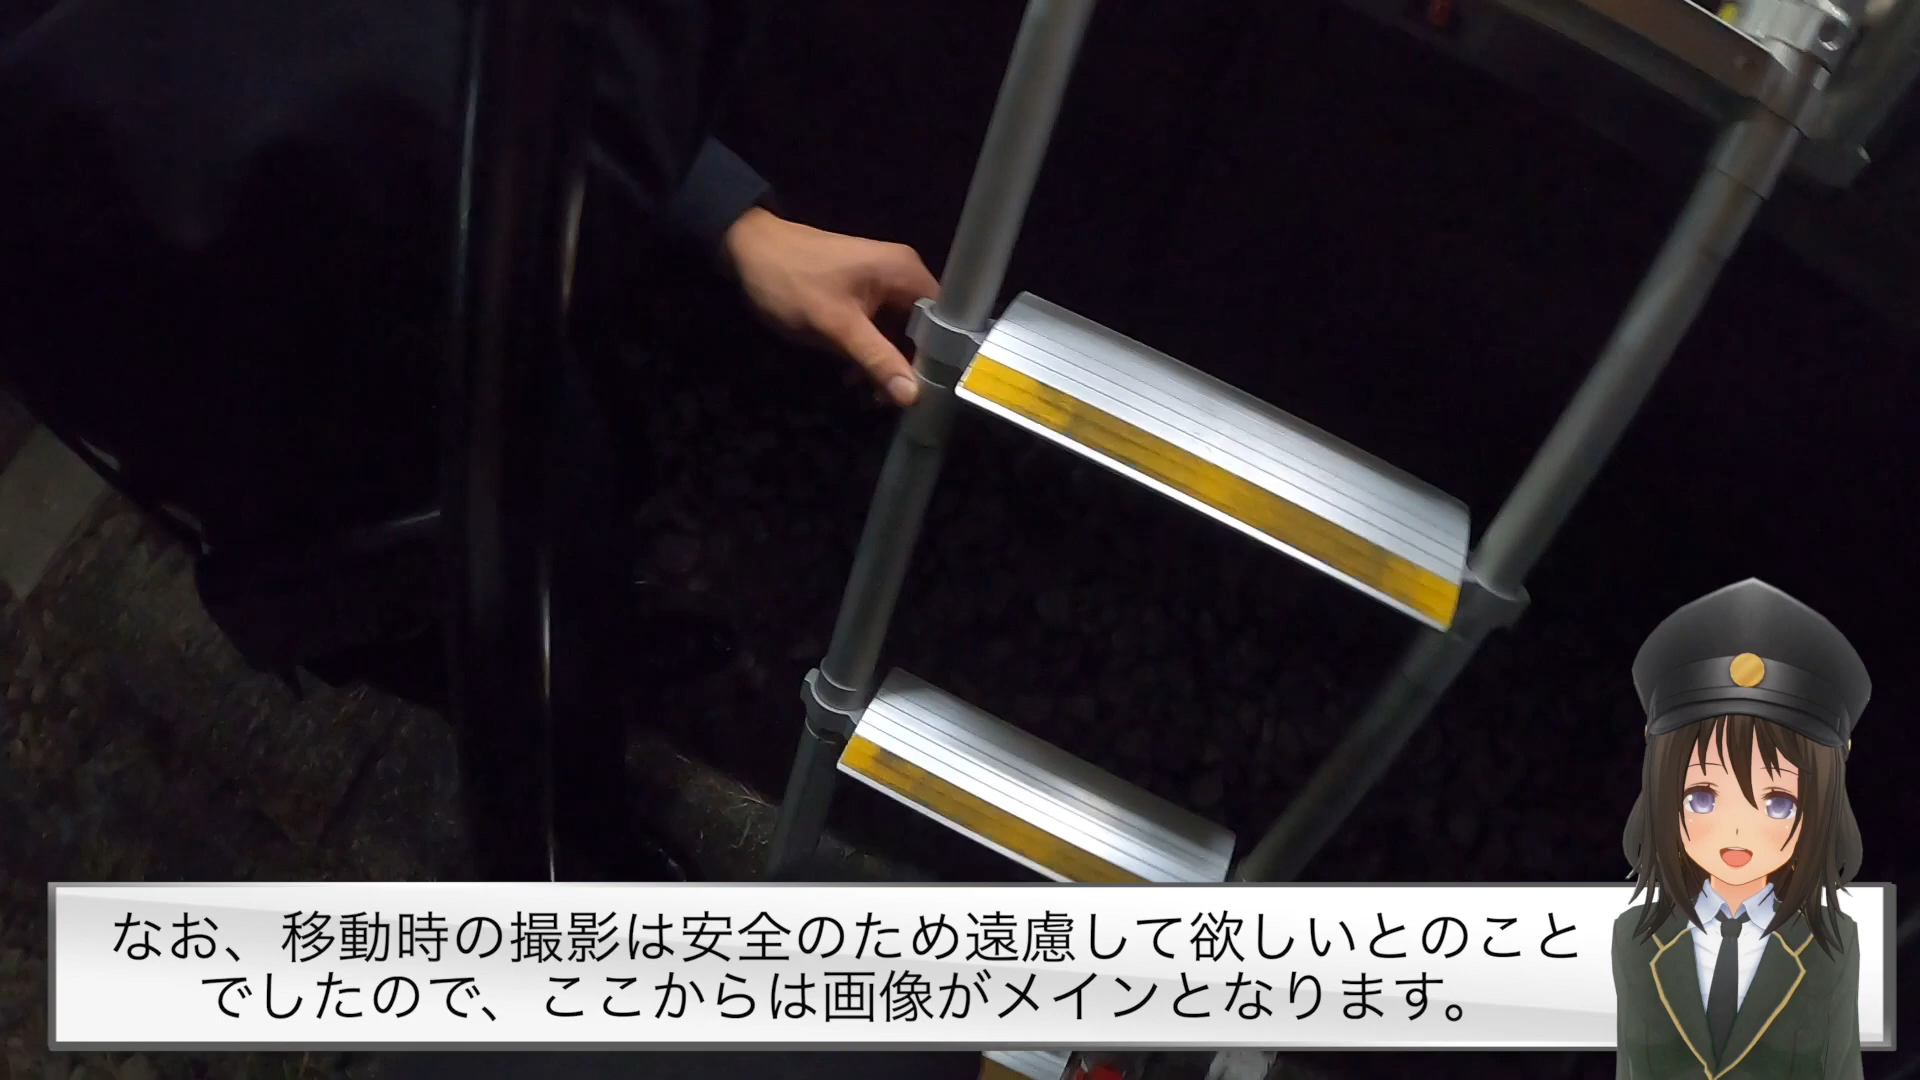 なお、移動時の撮影は安全のため遠慮して欲しいとのこと
でしたので、ここからは画像がメインとなります。